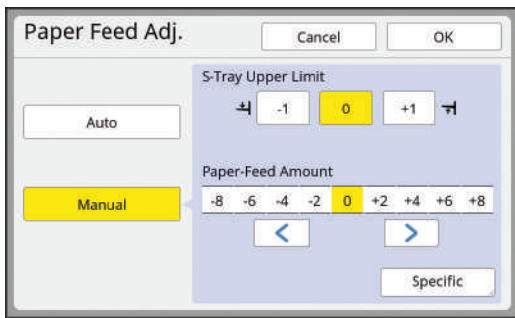 Paper Feed Adj.
Cancel
OK
Auto
Manual
S-Tray Upper Limit
-1 0 +1
Paper-Feed Amount
-8 -6 -4 -2 0 +2 +4 +6 +8
Specific